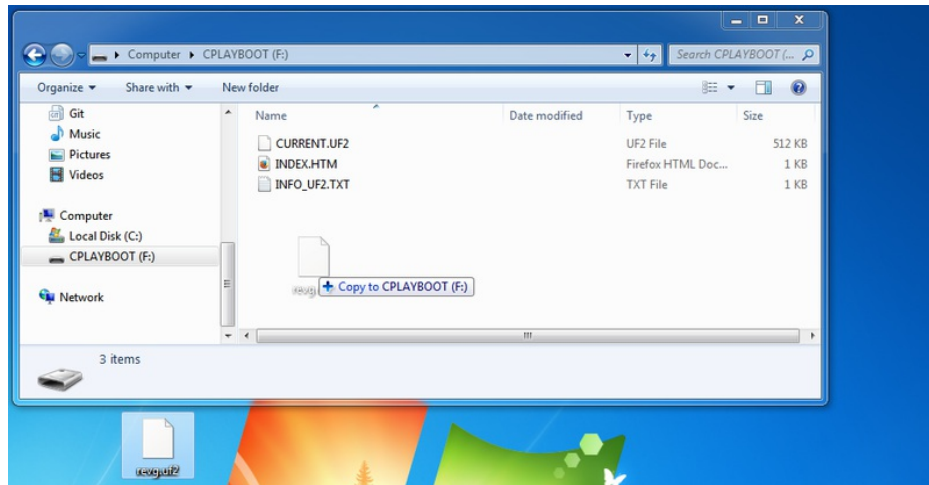 Computer ▸ CPLAYBOOT (F:)
Search CPLAYBOOT (...
Organize
Share with
New folder
Name
Date modified
Type
Size
Git
Music
Pictures
Videos
Computer
Local Disk (C:)
CPLAYBOOT (F:)
Network
CURRENT.UF2 UF2 File 512 KB
INDEX.HTM Firefox HTML Doc... 1 KB
INFO_UF2.TXT TXT File 1 KB
Copy to CPLAYBOOT (F:)
3 items
revg.uf2